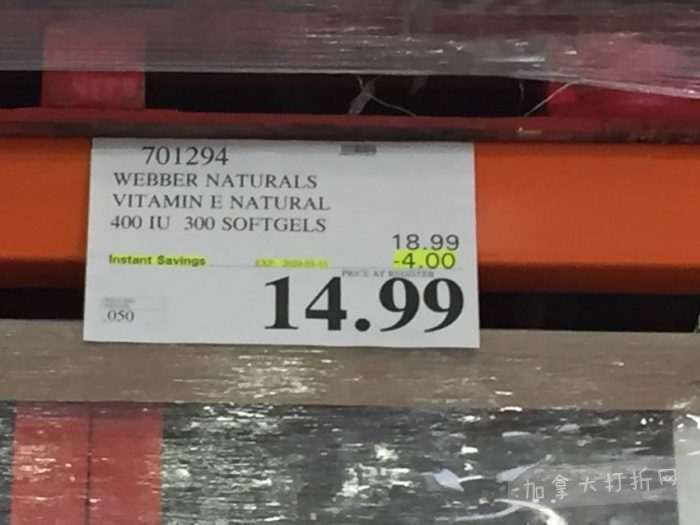 701294
WEBBER NATURALS
VITAMIN E NATURAL
400 IU 300 SOFTGELS
18.99
Instant Savings EXP. -4.00
PRICE AT REGISTER
14.99
.050
加拿大打折网